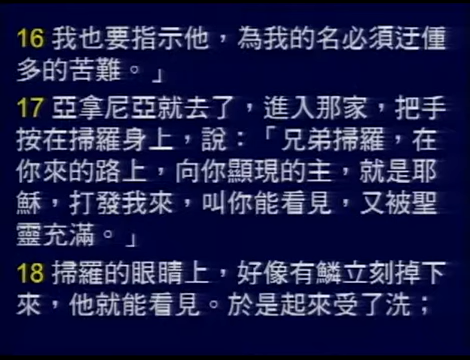 16 我也要指示他，為我的名必須迂僅
多的苦難。」
17 亞拿尼亞就去了，進入那家，把手
按在掃羅身上，說：「兄弟掃羅，在
你來的路上，向你顯現的主，就是耶
穌，打發我來，叫你能看見，又被聖
靈充滿。」
18 掃羅的眼睛上，好像有鱗立刻掉下
來，他就能看見。於是起來受了洗；